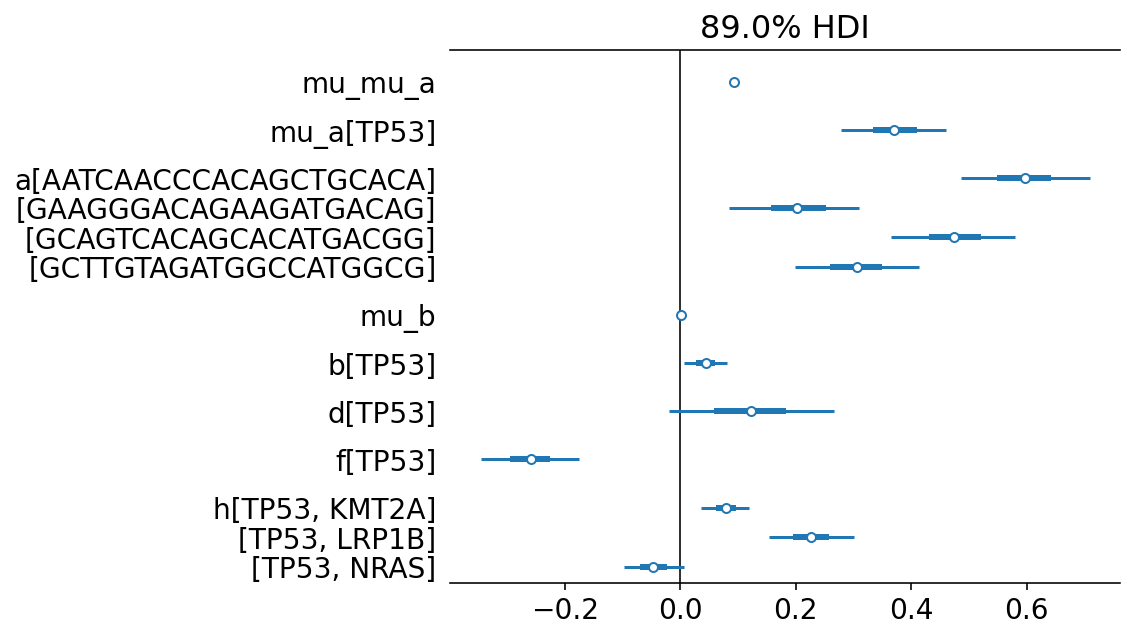 89.0% HDI
mu_mu_a
mu_a[TP53]
a[AATCAACCCACAGCTGCACA]
[GAAGGGACAGAAGATGACAG]
[GCAGTCACAGCACATGACGG]
[GCTTGTAGATGGCCATGGCG]
mu_b
b[TP53]
d[TP53]
f[TP53]
h[TP53, KMT2A]
[TP53, LRP1B]
[TP53, NRAS]
−0.2 0.0 0.2 0.4 0.6